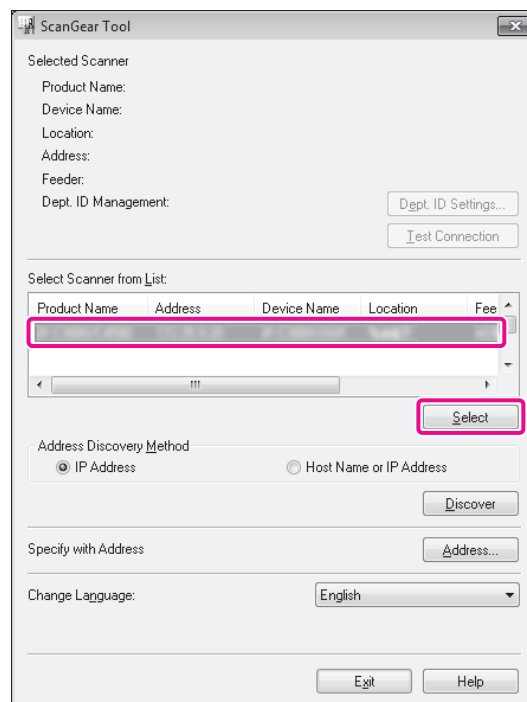 ScanGear Tool
Selected Scanner
Product Name:
Device Name:
Location:
Address:
Feeder:
Dept. ID Management:
Dept. ID Settings...
Test Connection
Select Scanner from List:
Product Name Address Device Name Location Fee
Select
Address Discovery Method
IP Address Host Name or IP Address
Discover
Specify with Address Address...
Change Language: English
Exit Help